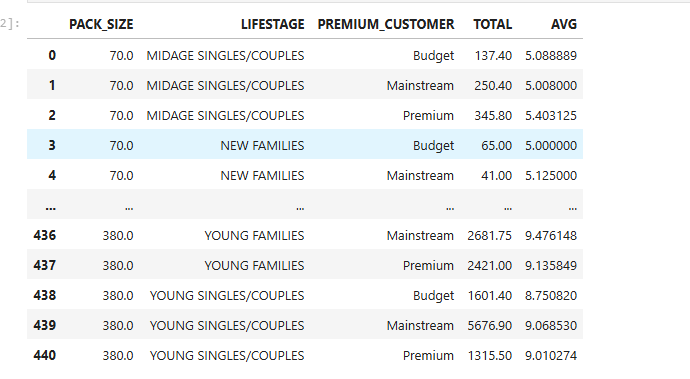 2]:
PACK_SIZE LIFESTAGE PREMIUM_CUSTOMER TOTAL AVG
0 70.0 MIDAGE SINGLES/COUPLES Budget 137.40 5.088889
1 70.0 MIDAGE SINGLES/COUPLES Mainstream 250.40 5.008000
2 70.0 MIDAGE SINGLES/COUPLES Premium 345.80 5.403125
3 70.0 NEW FAMILIES Budget 65.00 5.000000
4 70.0 NEW FAMILIES Mainstream 41.00 5.125000
... ... ... ... ... ...
436 380.0 YOUNG FAMILIES Mainstream 2681.75 9.476148
437 380.0 YOUNG FAMILIES Premium 2421.00 9.135849
438 380.0 YOUNG SINGLES/COUPLES Budget 1601.40 8.750820
439 380.0 YOUNG SINGLES/COUPLES Mainstream 5676.90 9.068530
440 380.0 YOUNG SINGLES/COUPLES Premium 1315.50 9.010274